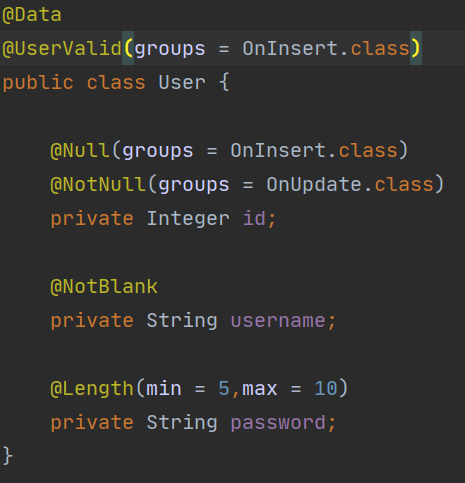 @Data
@UserValid(groups = OnInsert.class)
public class User {
@Null(groups = OnInsert.class)
@NotNull(groups = OnUpdate.class)
private Integer id;
@NotBlank
private String username;
@Length(min = 5,max = 10)
private String password;
}